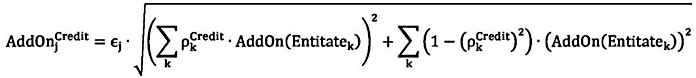 AddOn_j^Credit = ϵ_j · √((∑_k ρ_k^Credit · AddOn(Entitate_k))² + ∑_k (1 − (ρ_k^Credit)²) · (AddOn(Entitate_k))²)